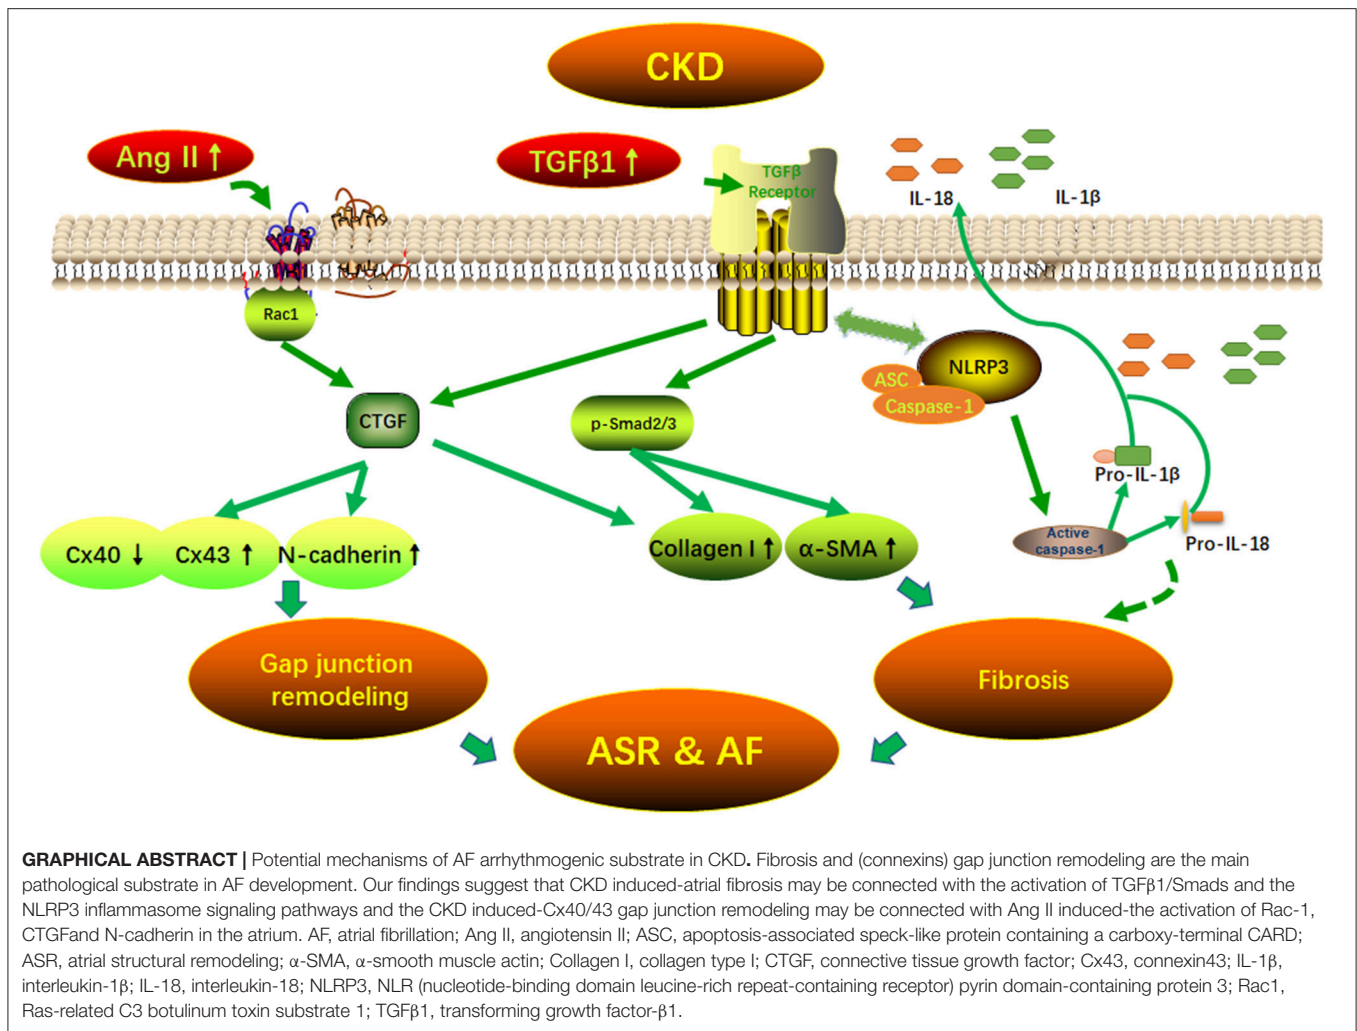 CKD
Ang II ↑
TGFβ1 ↑
TGFβ
Receptor
IL-18
IL-1β
Rac1
NLRP3
ASC
Caspase-1
CTGF
p-Smad2/3
Pro-IL-1β
Active
caspase-1
Pro-IL-18
Cx40 ↓
Cx43 ↑
N-cadherin ↑
Collagen I ↑
α-SMA ↑
Gap junction
remodeling
Fibrosis
ASR & AF
GRAPHICAL ABSTRACT | Potential mechanisms of AF arrhythmogenic substrate in CKD. Fibrosis and (connexins) gap junction remodeling are the main
pathological substrate in AF development. Our findings suggest that CKD induced-atrial fibrosis may be connected with the activation of TGFβ1/Smads and the
NLRP3 inflammasome signaling pathways and the CKD induced-Cx40/43 gap junction remodeling may be connected with Ang II induced-the activation of Rac-1,
CTGFand N-cadherin in the atrium. AF, atrial fibrillation; Ang II, angiotensin II; ASC, apoptosis-associated speck-like protein containing a carboxy-terminal CARD;
ASR, atrial structural remodeling; α-SMA, α-smooth muscle actin; Collagen I, collagen type I; CTGF, connective tissue growth factor; Cx43, connexin43; IL-1β,
interleukin-1β; IL-18, interleukin-18; NLRP3, NLR (nucleotide-binding domain leucine-rich repeat-containing receptor) pyrin domain-containing protein 3; Rac1,
Ras-related C3 botulinum toxin substrate 1; TGFβ1, transforming growth factor-β1.